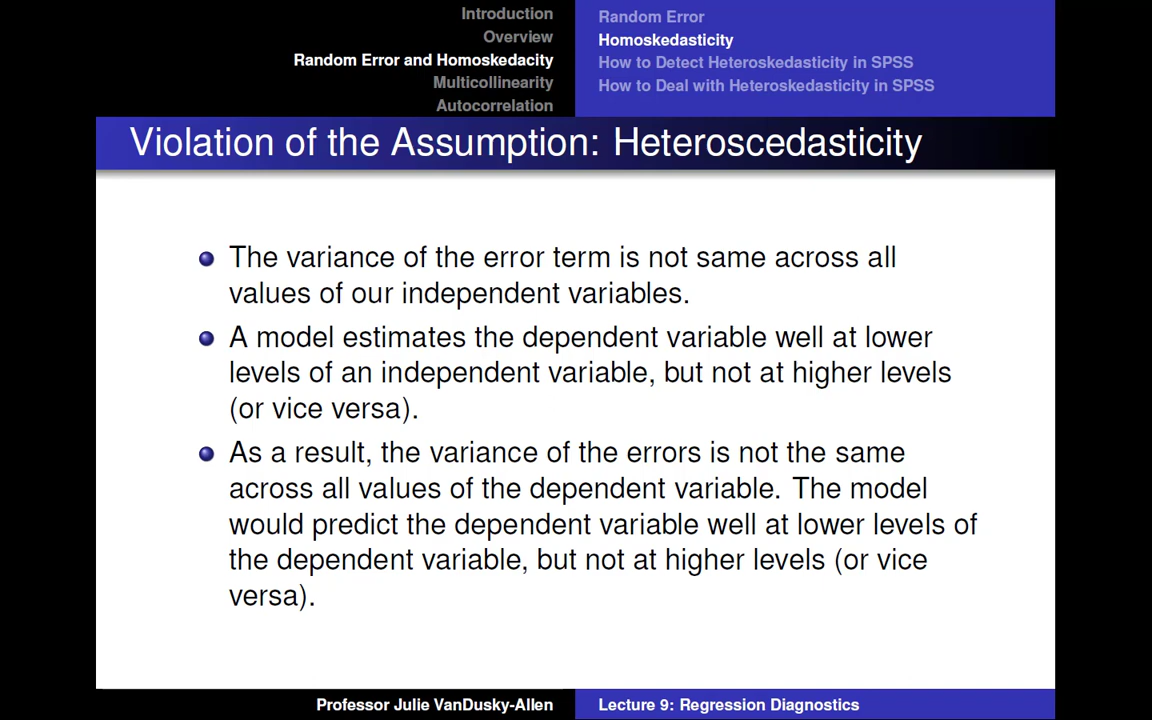 Introduction
Overview
Random Error and Homoskedacity
Multicollinearity
Autocorrelation
Random Error
Homoskedasticity
How to Detect Heteroskedasticity in SPSS
How to Deal with Heteroskedasticity in SPSS
Violation of the Assumption: Heteroscedasticity
The variance of the error term is not same across all
values of our independent variables.
A model estimates the dependent variable well at lower
levels of an independent variable, but not at higher levels
(or vice versa).
As a result, the variance of the errors is not the same
across all values of the dependent variable. The model
would predict the dependent variable well at lower levels of
the dependent variable, but not at higher levels (or vice
versa).
Professor Julie VanDusky-Allen
Lecture 9: Regression Diagnostics